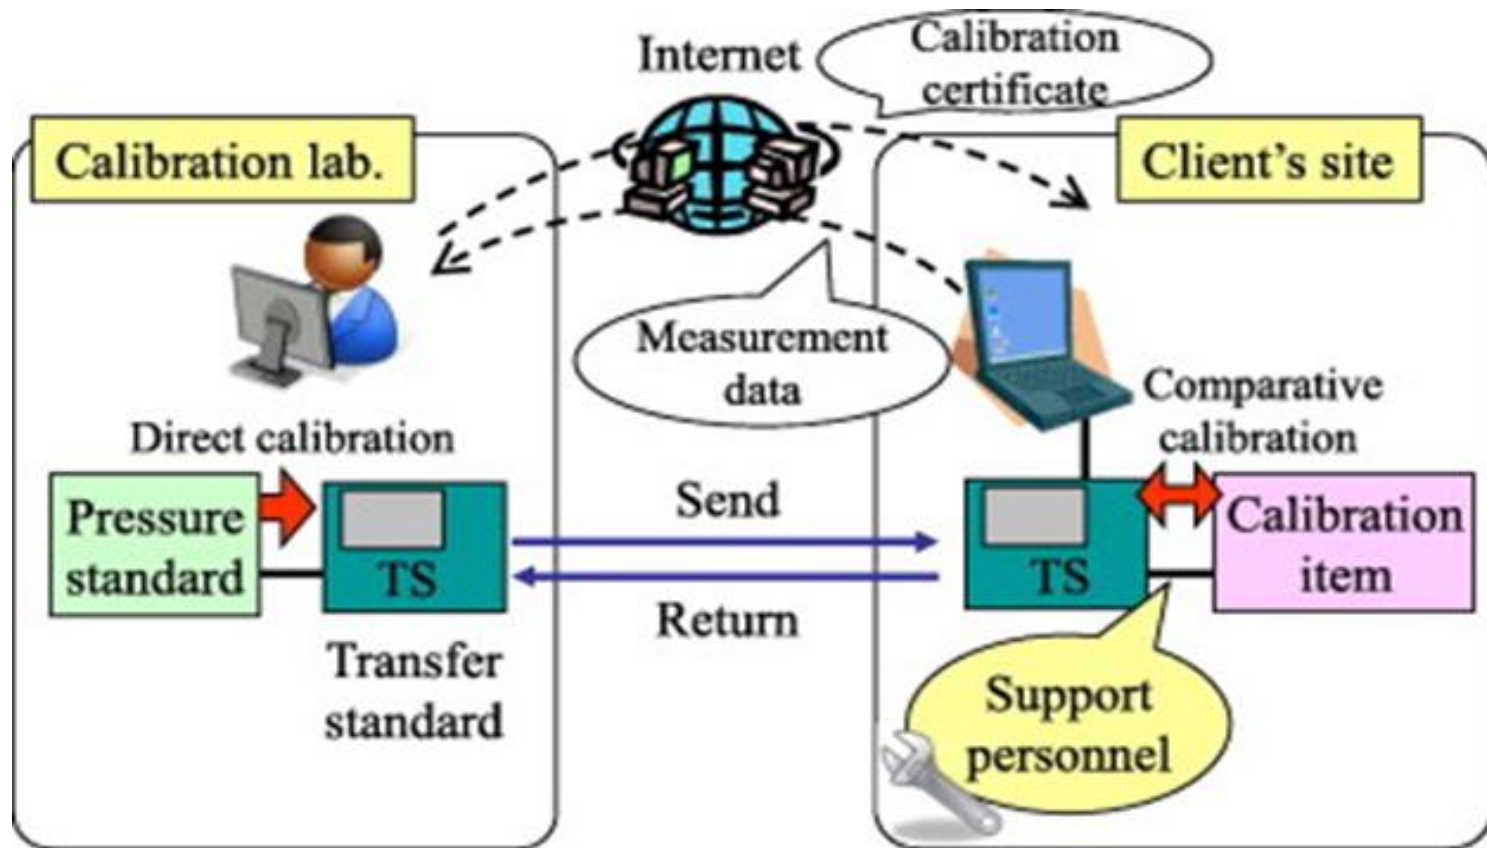 Internet
Calibration
certificate
Calibration lab.
Client's site
Measurement
data
Direct calibration
Comparative
calibration
Pressure
standard
TS
Send
Return
TS
Calibration
item
Transfer
standard
Support
personnel